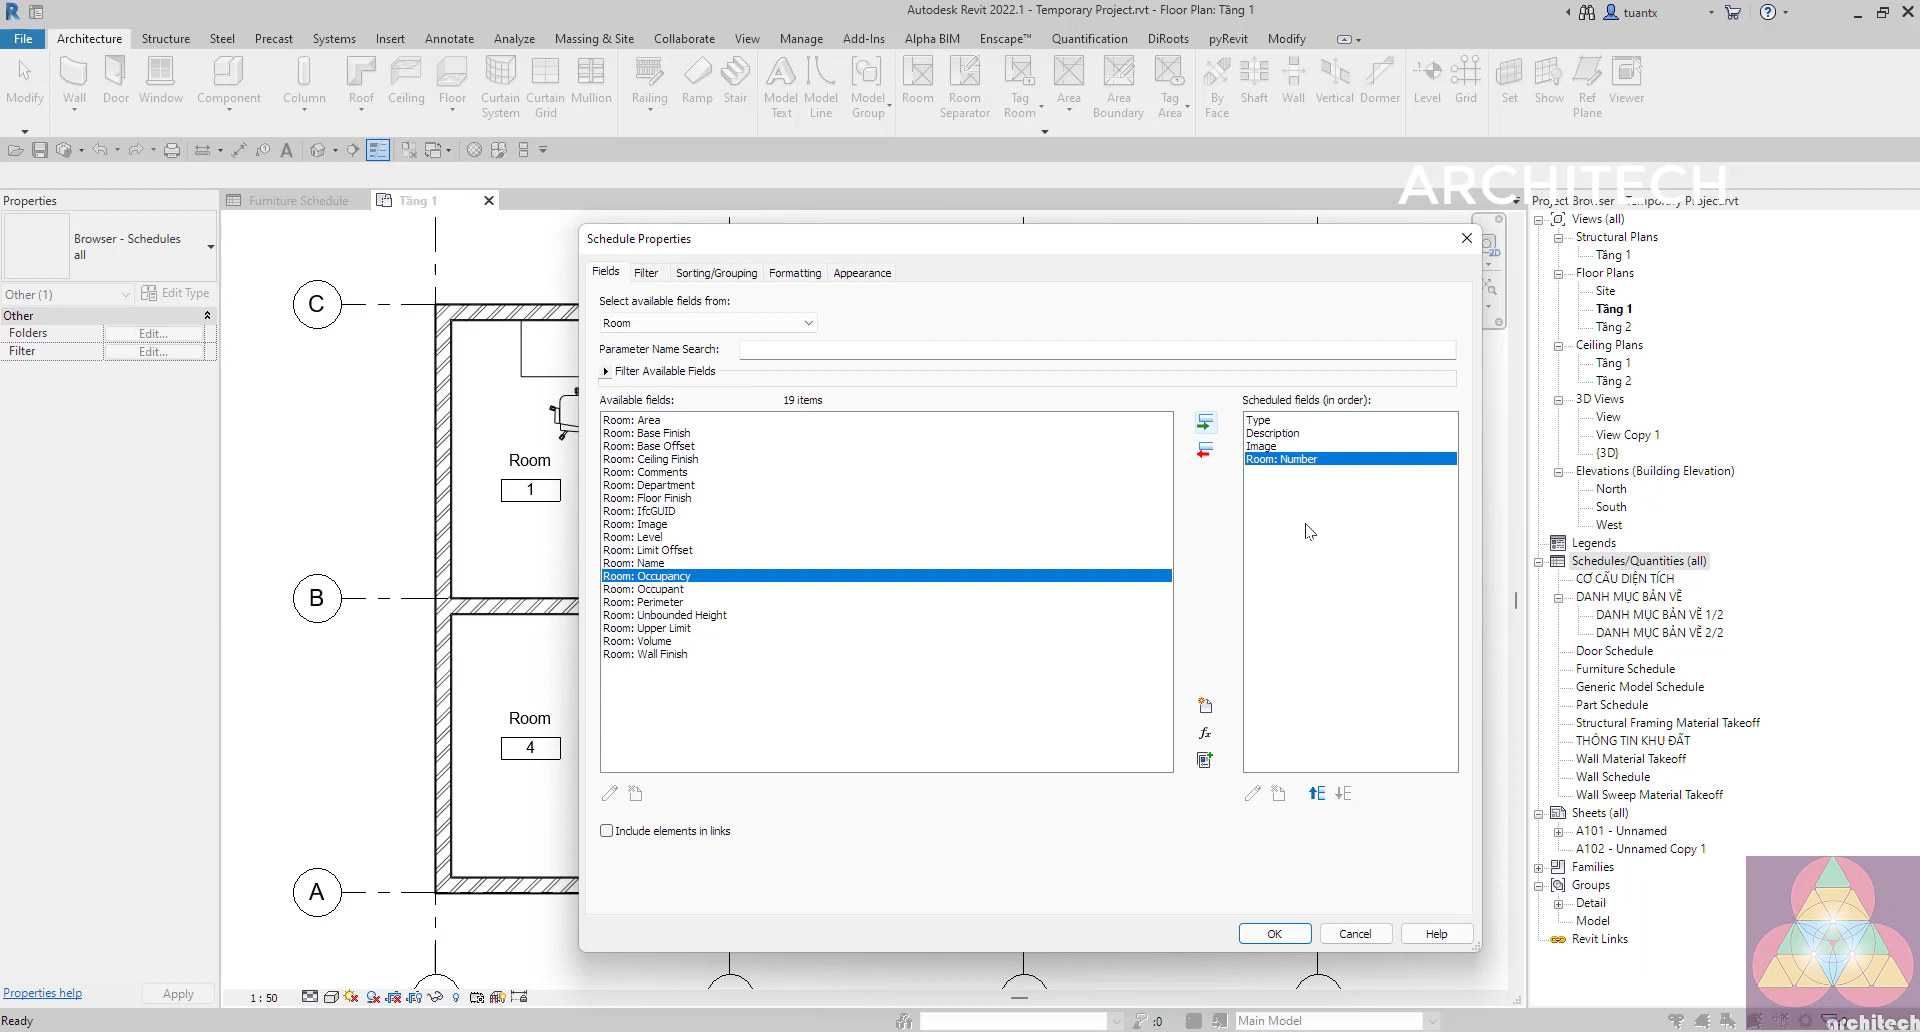 Autodesk Revit 2022.1 - Temporary Project.rvt - Floor Plan: Tầng 1
tuantx
File Architecture Structure Steel Precast Systems Insert Annotate Analyze Massing & Site Collaborate View Manage Add-Ins Alpha BIM Enscape™ Quantification DiRoots pyRevit Modify
Modify Wall Door Window Component Column Roof Ceiling Floor Curtain System Curtain Grid Mullion Railing Ramp Stair Model Text Model Line Model Group Room Room Separator Tag Room Area Area Boundary Tag Area By Face Shaft Wall Vertical Dormer Level Grid Set Show Ref Plane Viewer
ARCHITECH
Properties
Browser - Schedules
all
Other (1)
Edit Type
Other
Folders
Edit...
Filter
Edit...
Properties help
Apply
Furniture Schedule
Tầng 1
C
B
A
Room
1
Room
4
Schedule Properties
Fields Filter Sorting/Grouping Formatting Appearance
Select available fields from:
Room
Parameter Name Search:
Filter Available Fields
Available fields:
19 items
Room: Area
Room: Base Finish
Room: Base Offset
Room: Ceiling Finish
Room: Comments
Room: Department
Room: Floor Finish
Room: IfcGUID
Room: Image
Room: Level
Room: Limit Offset
Room: Name
Room: Occupancy
Room: Occupant
Room: Perimeter
Room: Unbounded Height
Room: Upper Limit
Room: Volume
Room: Wall Finish
Scheduled fields (in order):
Type
Description
Image
Room: Number
Include elements in links
OK
Cancel
Help
2D
Project Browser - Temporary Project.rvt
Views (all)
Structural Plans
Tầng 1
Floor Plans
Site
Tầng 1
Tầng 2
Ceiling Plans
Tầng 1
Tầng 2
3D Views
View
View Copy 1
{3D}
Elevations (Building Elevation)
North
South
West
Legends
Schedules/Quantities (all)
CƠ CẤU DIỆN TÍCH
DANH MỤC BẢN VẼ
DANH MỤC BẢN VẼ 1/2
DANH MỤC BẢN VẼ 2/2
Door Schedule
Furniture Schedule
Generic Model Schedule
Part Schedule
Structural Framing Material Takeoff
THÔNG TIN KHU ĐẤT
Wall Material Takeoff
Wall Schedule
Wall Sweep Material Takeoff
Sheets (all)
A101 - Unnamed
A102 - Unnamed Copy 1
Families
Groups
Detail
Model
Revit Links
1 : 50
Ready
:0
Main Model
architech